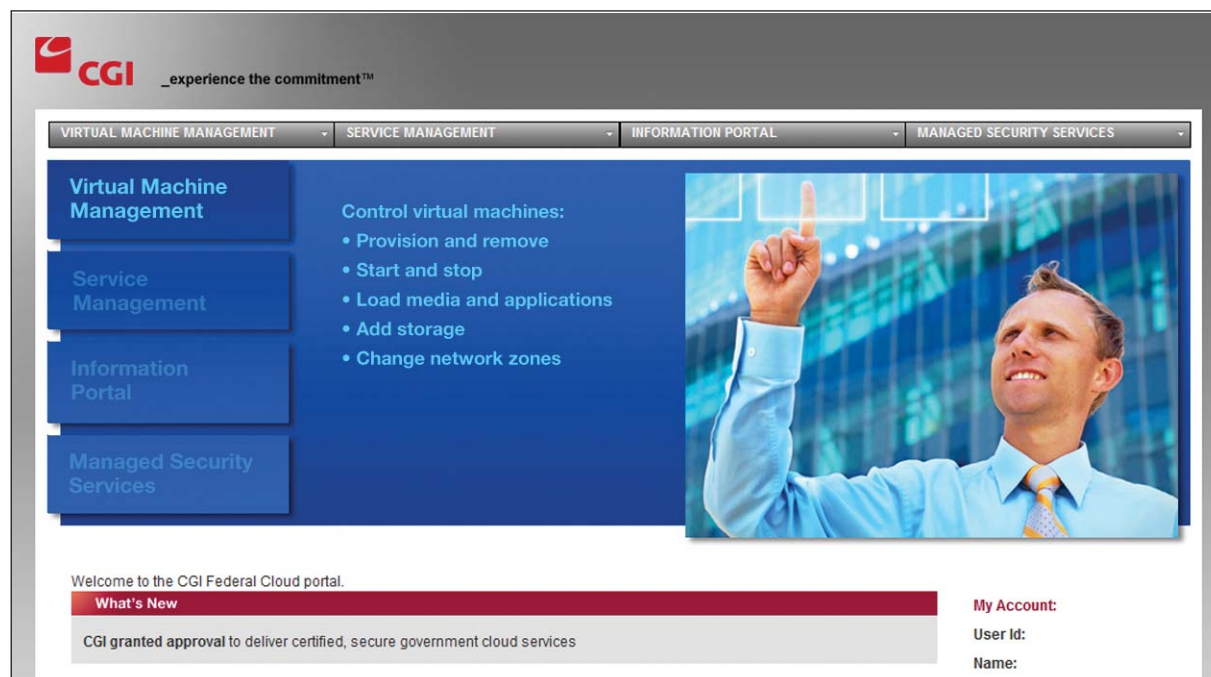 CGI
_experience the commitment™
VIRTUAL MACHINE MANAGEMENT
SERVICE MANAGEMENT
INFORMATION PORTAL
MANAGED SECURITY SERVICES
Virtual Machine
Management
Service
Management
Information
Portal
Managed Security
Services
Control virtual machines:
• Provision and remove
• Start and stop
• Load media and applications
• Add storage
• Change network zones
Welcome to the CGI Federal Cloud portal.
What's New
CGI granted approval to deliver certified, secure government cloud services
My Account:
User Id:
Name: